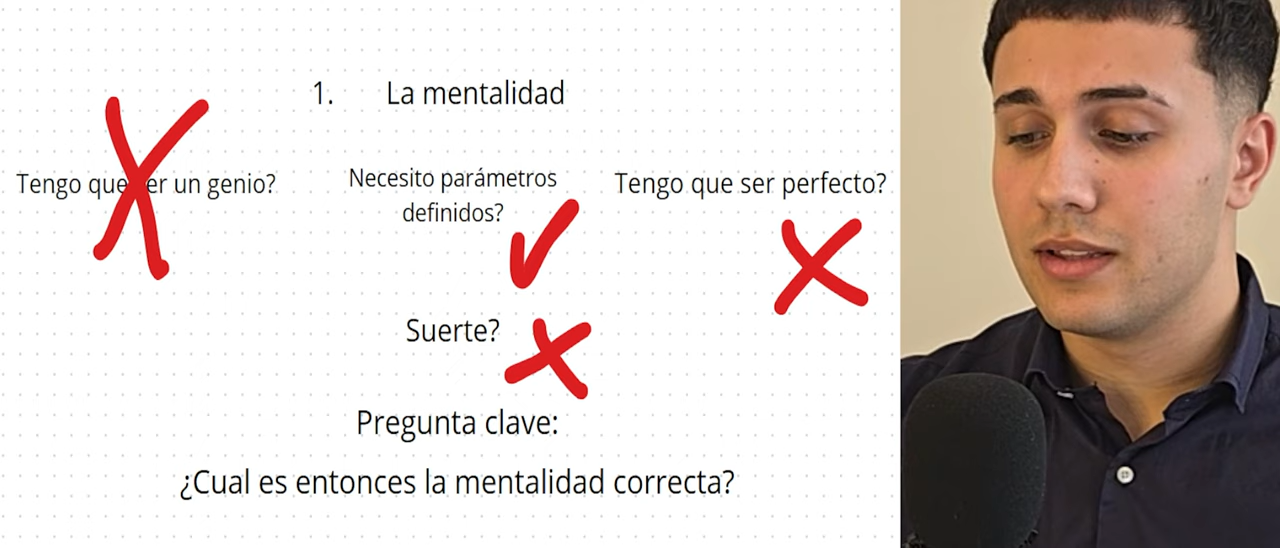 1. La mentalidad
Tengo que er un genio?
Necesito parámetros
definidos?
Tengo que ser perfecto?
Suerte?
Pregunta clave:
¿Cual es entonces la mentalidad correcta?